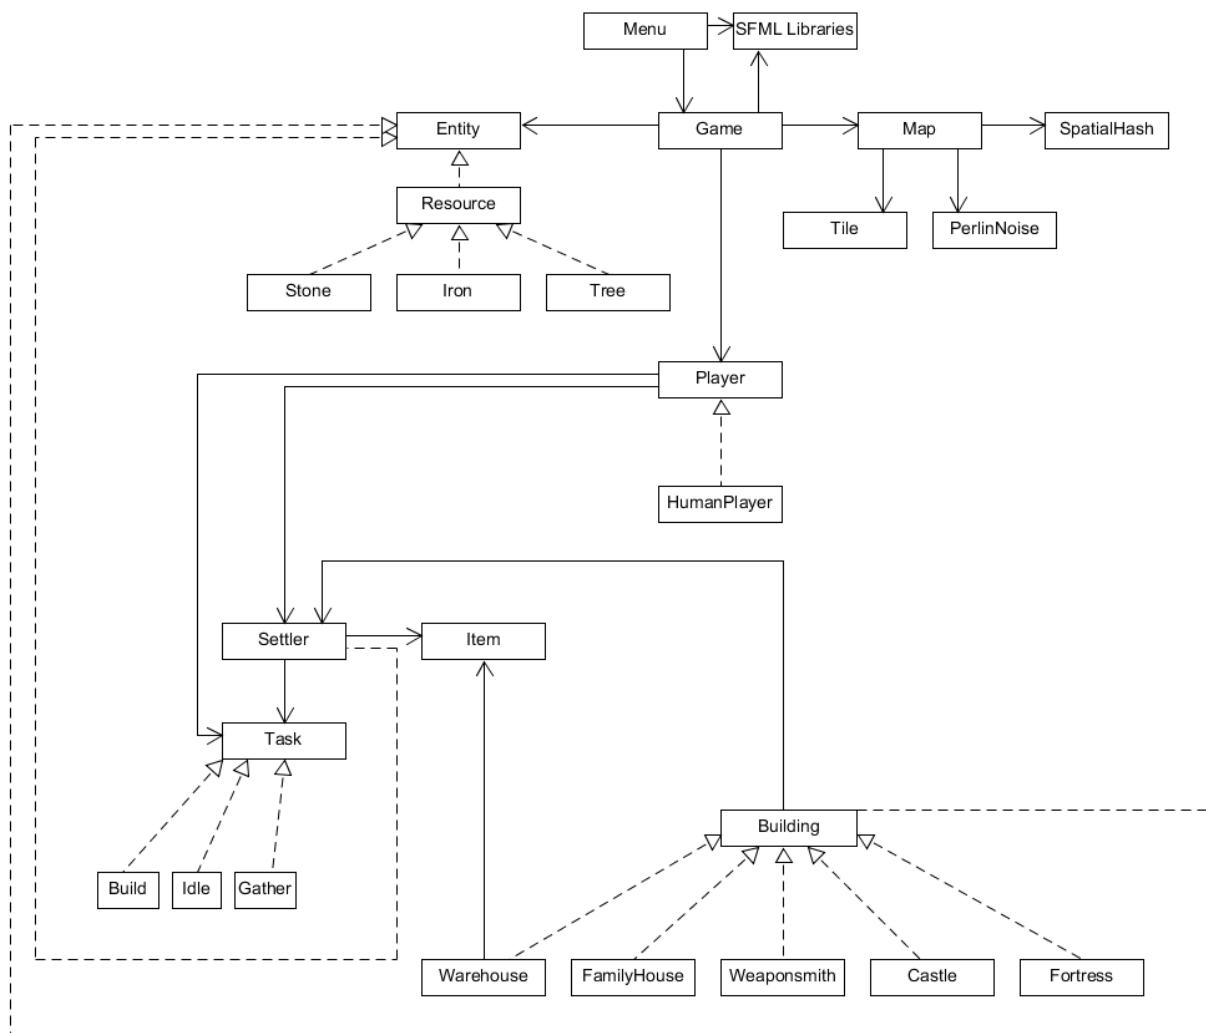 Menu
SFML Libraries
Entity
Game
Map
SpatialHash
Resource
Tile
PerlinNoise
Stone
Iron
Tree
Player
HumanPlayer
Settler
Item
Task
Building
Build
Idle
Gather
Warehouse
FamilyHouse
Weaponsmith
Castle
Fortress